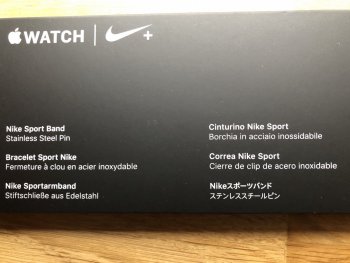 WATCH | +
Nike Sport Band
Stainless Steel Pin
Bracelet Sport Nike
Fermeture à clou en acier inoxydable
Nike Sportarmband
Stiftschließe aus Edelstahl
Cinturino Nike Sport
Borchia in acciaio inossidabile
Correa Nike Sport
Cierre de clip de acero inoxidable
Nikeスポーツバンド
ステンレススチールピン